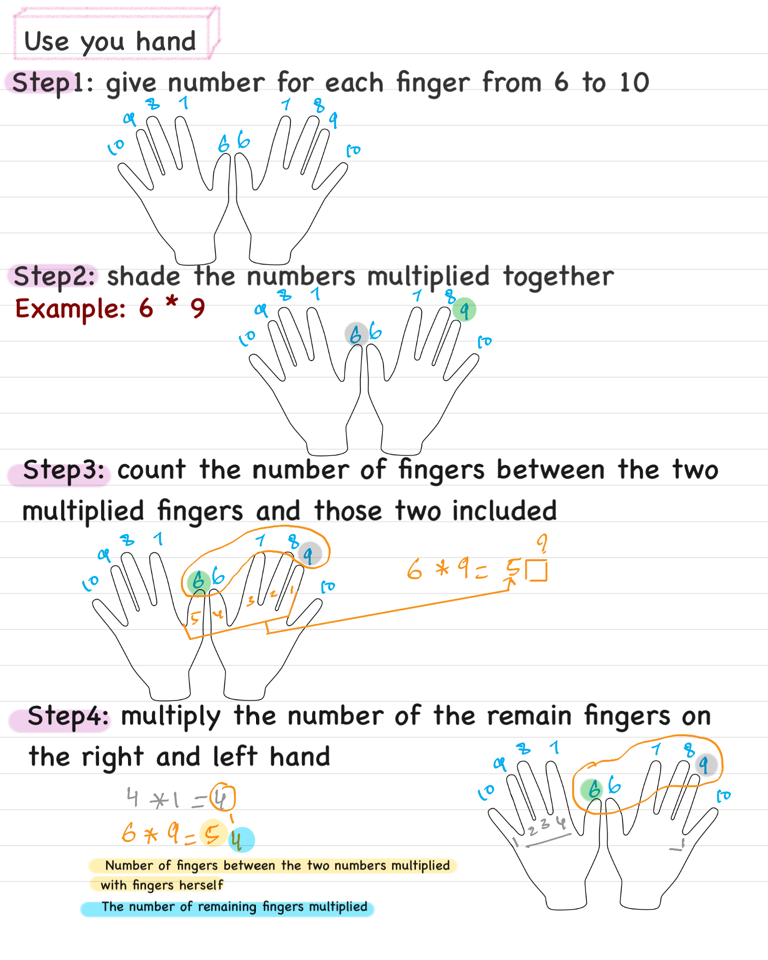 Use you hand
Step1: give number for each finger from 6 to 10
10 9 8 7 6 6 7 8 9 10
Step2: shade the numbers multiplied together
Example: 6 * 9
10 9 8 7 6 6 7 8 9 10
Step3: count the number of fingers between the two
multiplied fingers and those two included
10 9 8 7 6 6 7 8 9 10
5 4 3 2 1
?
6 * 9 = 5
Step4: multiply the number of the remain fingers on
the right and left hand
10 9 8 7 6 6 7 8 9 10
1 2 3 4 1
4 * 1 = 4
6 * 9 = 5 4
Number of fingers between the two numbers multiplied
with fingers herself
The number of remaining fingers multiplied